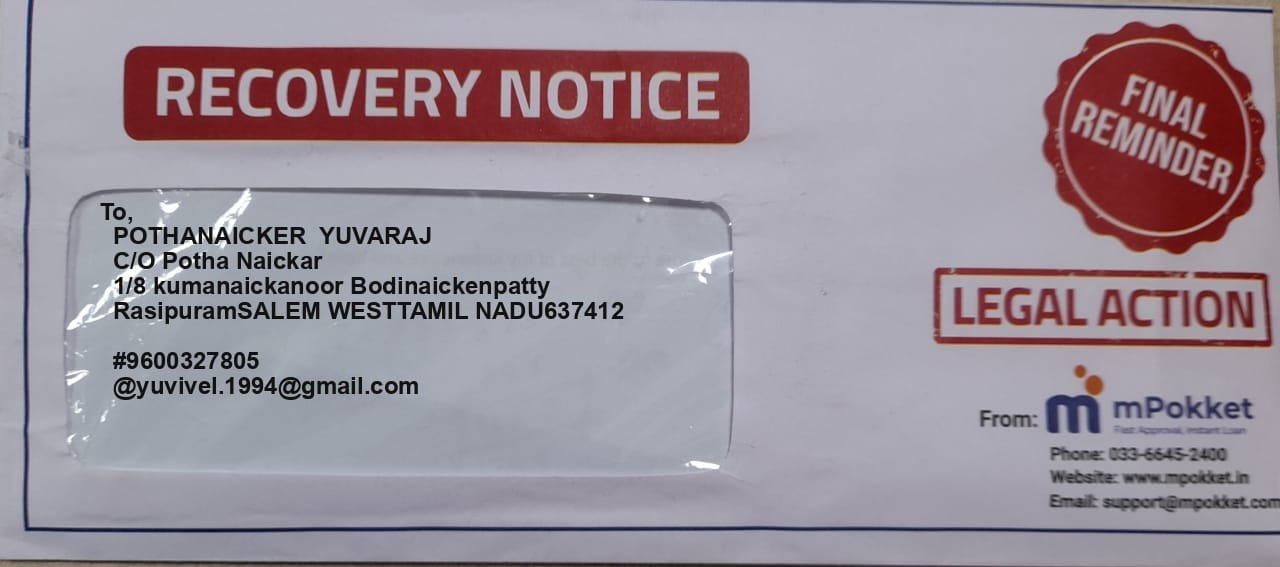 RECOVERY NOTICE
FINAL
REMINDER
To,
POTHANAICKER YUVARAJ
C/O Potha Naickar
1/8 kumanaickanoor Bodinaickenpatty
RasipuramSALEM WESTTAMIL NADU637412
#9600327805
@yuvivel.1994@gmail.com
LEGAL ACTION
From: mPokket
Fast Approval, Instant Loan
Phone: 033-6645-2400
Website: www.mpokket.in
Email: support@mpokket.com